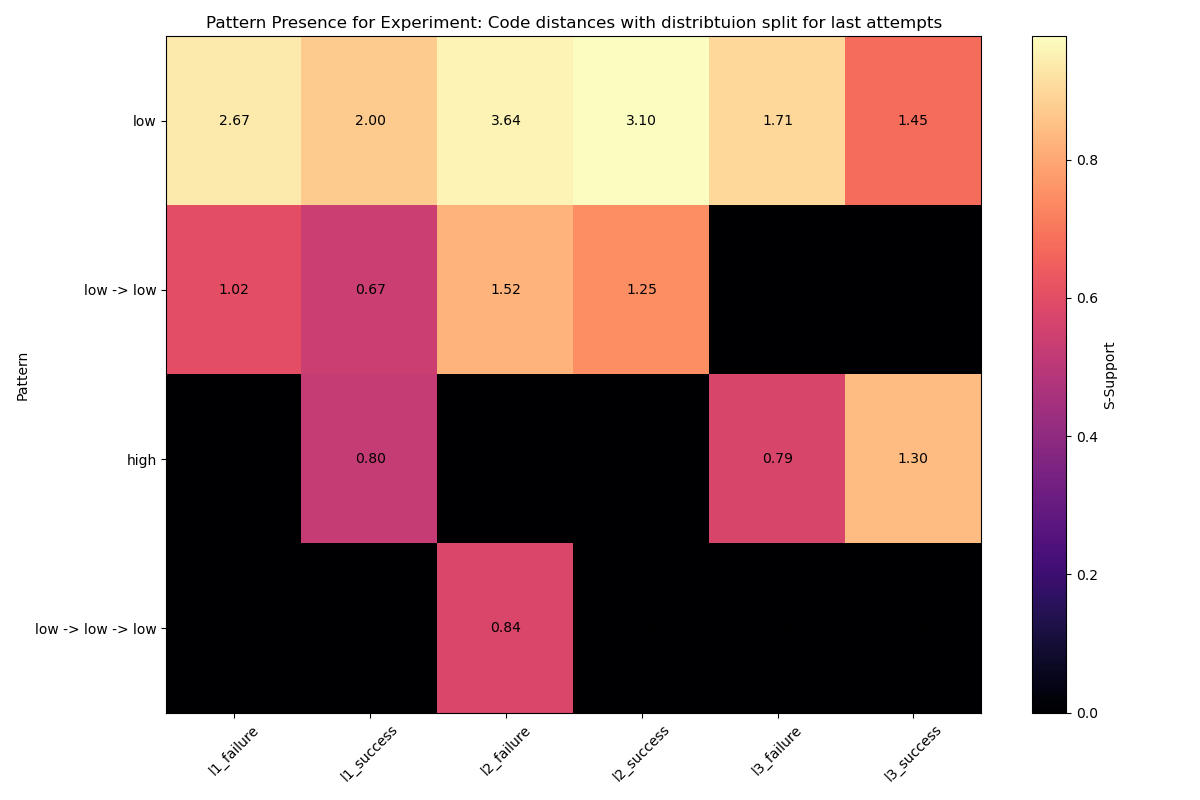 Pattern Presence for Experiment: Code distances with distribtuion split for last attempts
low 2.67 2.00 3.64 3.10 1.71 1.45
low -> low 1.02 0.67 1.52 1.25
high 0.80 0.79 1.30
low -> low -> low 0.84
Pattern
l1_failure l1_success l2_failure l2_success l3_failure l3_success
0.8
0.6
0.4
0.2
0.0
S-Support